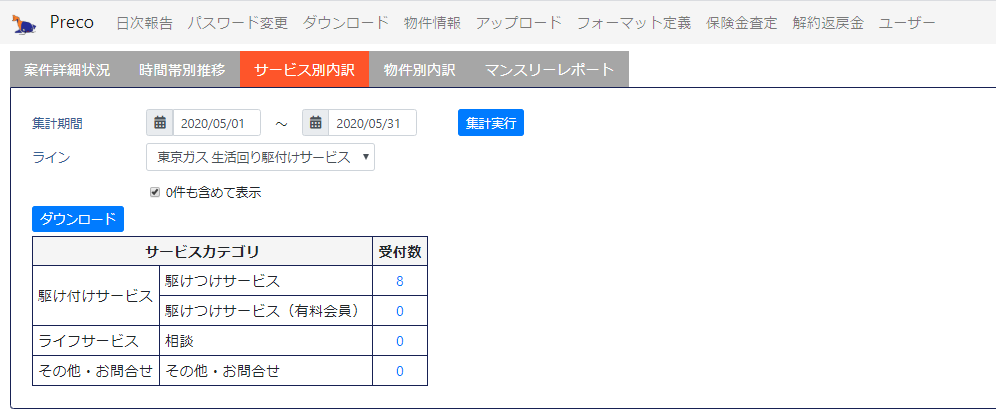 Preco 日次報告 パスワード変更 ダウンロード 物件情報 アップロード フォーマット定義 保険金査定 解約返戻金 ユーザー
案件詳細状況 時間帯別推移 サービス別内訳 物件別内訳 マンスリーレポート
集計期間 2020/05/01 ～ 2020/05/31 集計実行
ライン 東京ガス 生活回り駆付けサービス
0件も含めて表示
ダウンロード
サービスカテゴリ 受付数
駆け付けサービス 駆けつけサービス 8
駆けつけサービス（有料会員） 0
ライフサービス 相談 0
その他・お問合せ その他・お問合せ 0